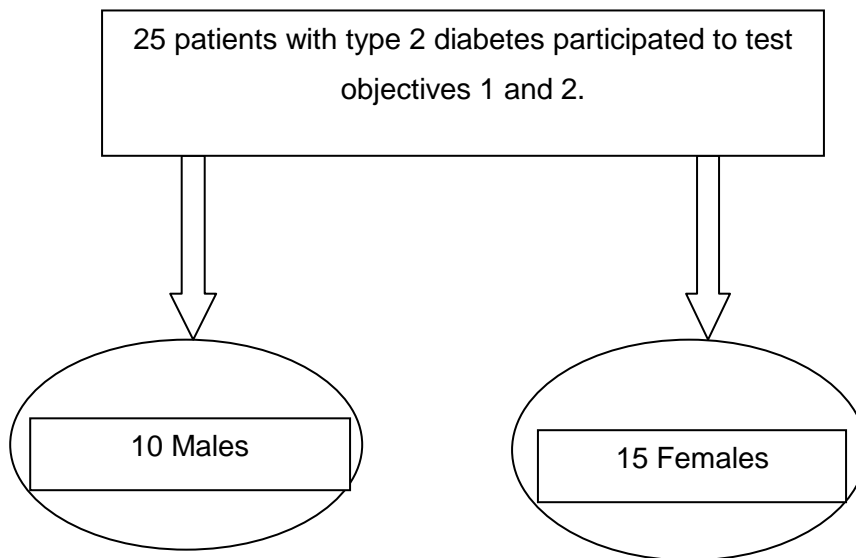 25 patients with type 2 diabetes participated to test
objectives 1 and 2.
10 Males
15 Females